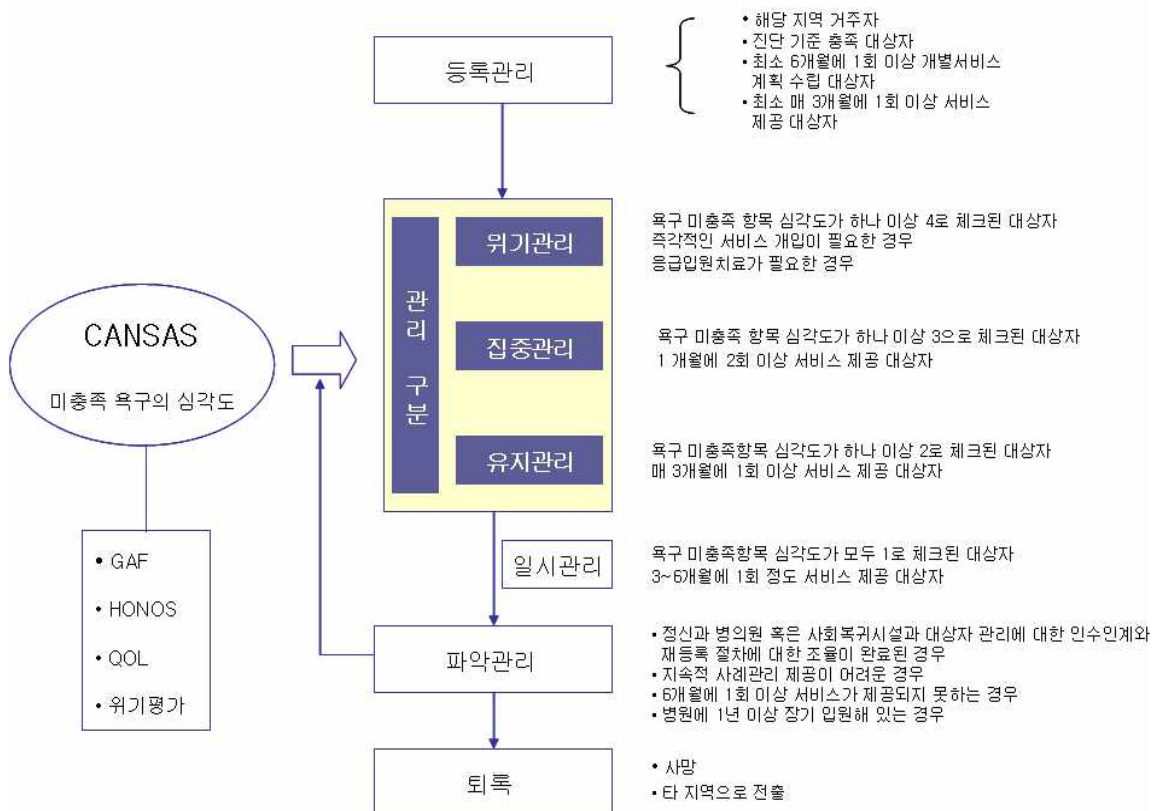 등록관리
• 해당 지역 거주자
• 진단 기준 충족 대상자
• 최소 6개월에 1회 이상 개별서비스
계획 수립 대상자
• 최소 매 3개월에 1회 이상 서비스
제공 대상자
관리 구분
위기관리
욕구 미충족 항목 심각도가 하나 이상 4로 체크된 대상자
즉각적인 서비스 개입이 필요한 경우
응급입원치료가 필요한 경우
CANSAS
미충족 욕구의 심각도
집중관리
욕구 미충족 항목 심각도가 하나 이상 3으로 체크된 대상자
1 개월에 2회 이상 서비스 제공 대상자
유지관리
욕구 미충족항목 심각도가 하나 이상 2로 체크된 대상자
매 3개월에 1회 이상 서비스 제공 대상자
• GAF
• HONOS
• QOL
• 위기평가
일시관리
욕구 미충족항목 심각도가 모두 1로 체크된 대상자
3~6개월에 1회 정도 서비스 제공 대상자
파악관리
• 정신과 병의원 혹은 사회복귀시설과 대상자 관리에 대한 인수인계와
재등록 절차에 대한 조율이 완료된 경우
• 지속적 사례관리 제공이 어려운 경우
• 6개월에 1회 이상 서비스가 제공되지 못하는 경우
• 병원에 1년 이상 장기 입원해 있는 경우
퇴록
• 사망
• 타 지역으로 전출